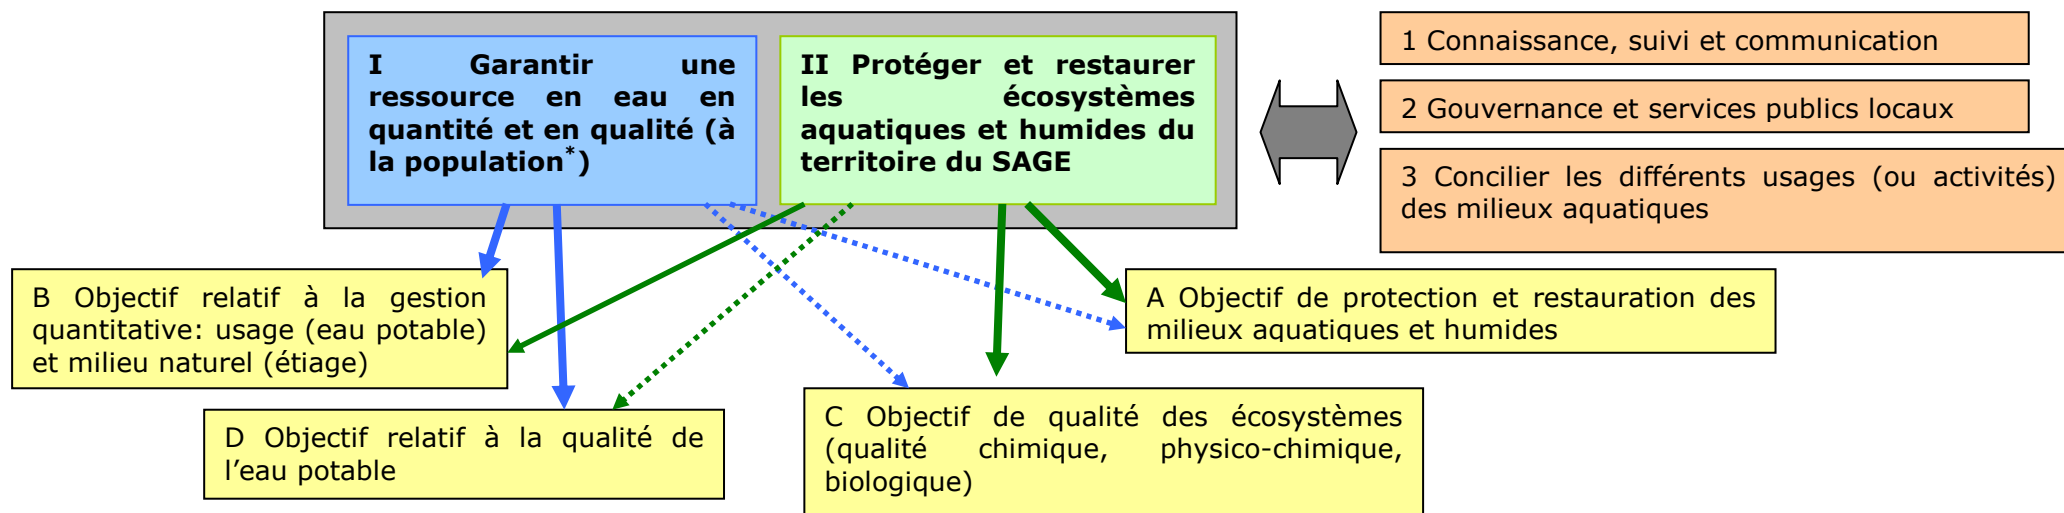 I Garantir une
ressource en eau en
quantité et en qualité (à
la population*)
II Protéger et restaurer
les écosystèmes
aquatiques et humides du
territoire du SAGE
1 Connaissance, suivi et communication
2 Gouvernance et services publics locaux
3 Concilier les différents usages (ou activités)
des milieux aquatiques
B Objectif relatif à la gestion
quantitative: usage (eau potable)
et milieu naturel (étiage)
A Objectif de protection et restauration des
milieux aquatiques et humides
D Objectif relatif à la qualité de
l’eau potable
C Objectif de qualité des écosystèmes
(qualité chimique, physico-chimique,
biologique)